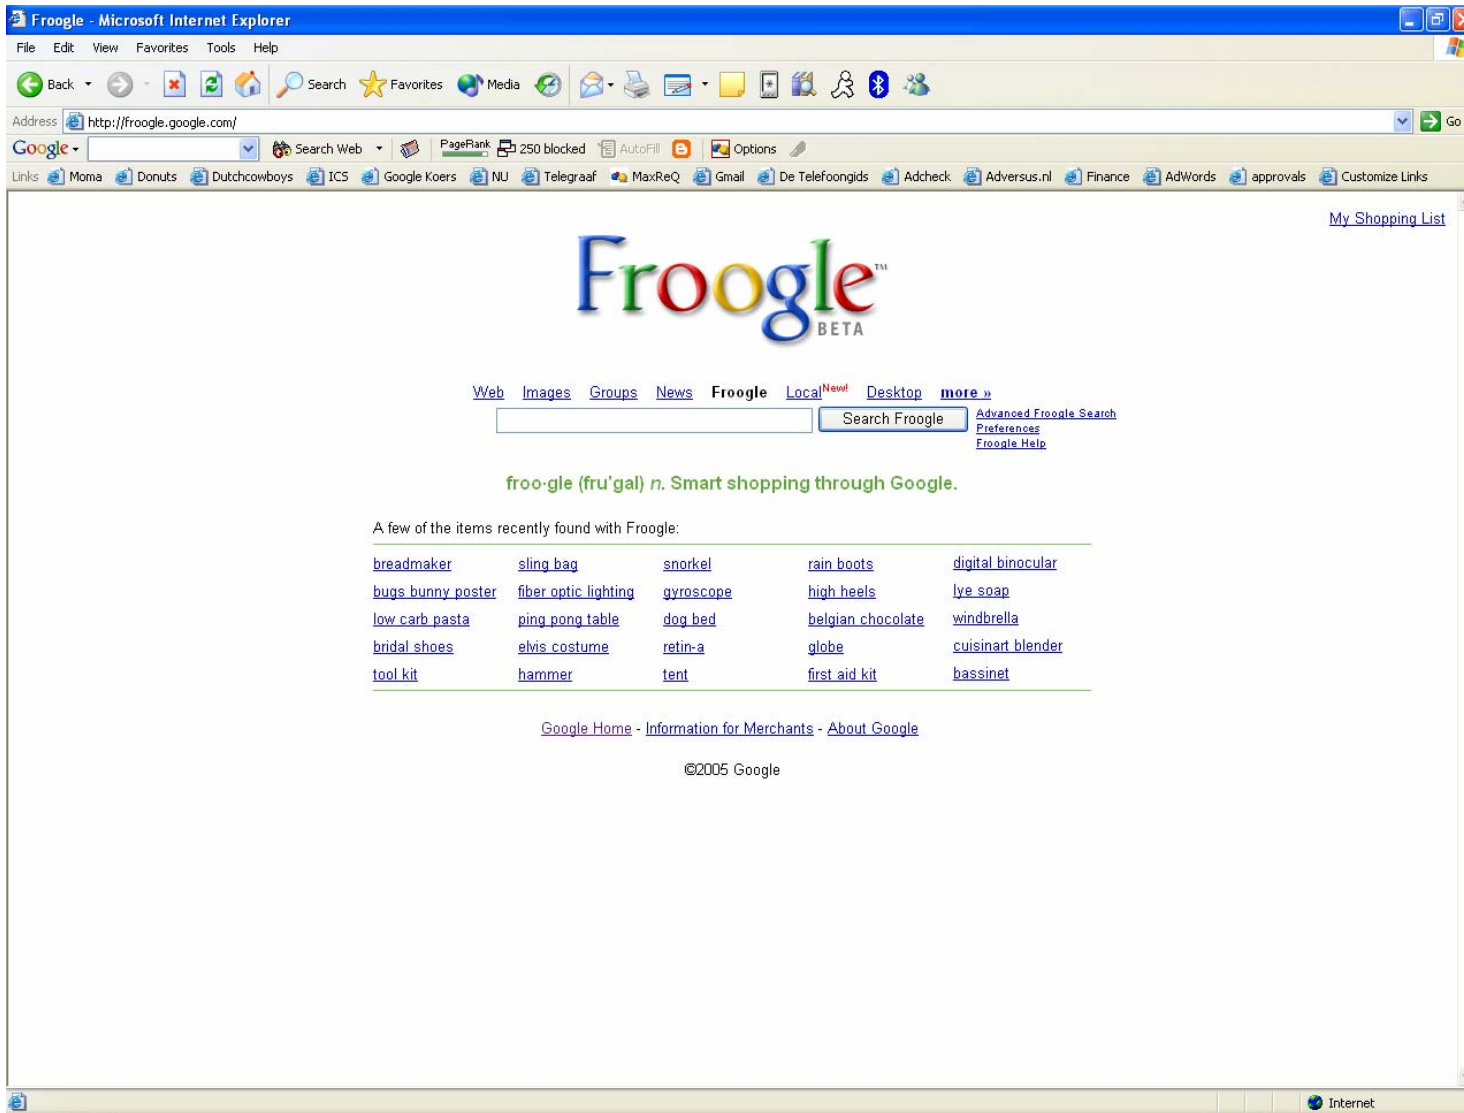 Froogle - Microsoft Internet Explorer
File Edit View Favorites Tools Help
Back Search Favorites Media
Address http://froogle.google.com/ Go
Google Search Web PageRank 250 blocked AutoFill Options
Links Moma Donuts Dutchcowboys ICS Google Koers NU Telegraaf MaxReQ Gmail De Telefoongids Adcheck Adversus.nl Finance AdWords approvals Customize Links
My Shopping List
Froogle™
BETA
Web Images Groups News Froogle Local New! Desktop more »
Search Froogle
Advanced Froogle Search
Preferences
Froogle Help
froo·gle (fru'gal) n. Smart shopping through Google.
A few of the items recently found with Froogle:
breadmaker sling bag snorkel rain boots digital binocular
bugs bunny poster fiber optic lighting gyroscope high heels lye soap
low carb pasta ping pong table dog bed belgian chocolate windbrella
bridal shoes elvis costume retin-a globe cuisinart blender
tool kit hammer tent first aid kit bassinet
Google Home - Information for Merchants - About Google
©2005 Google
Internet